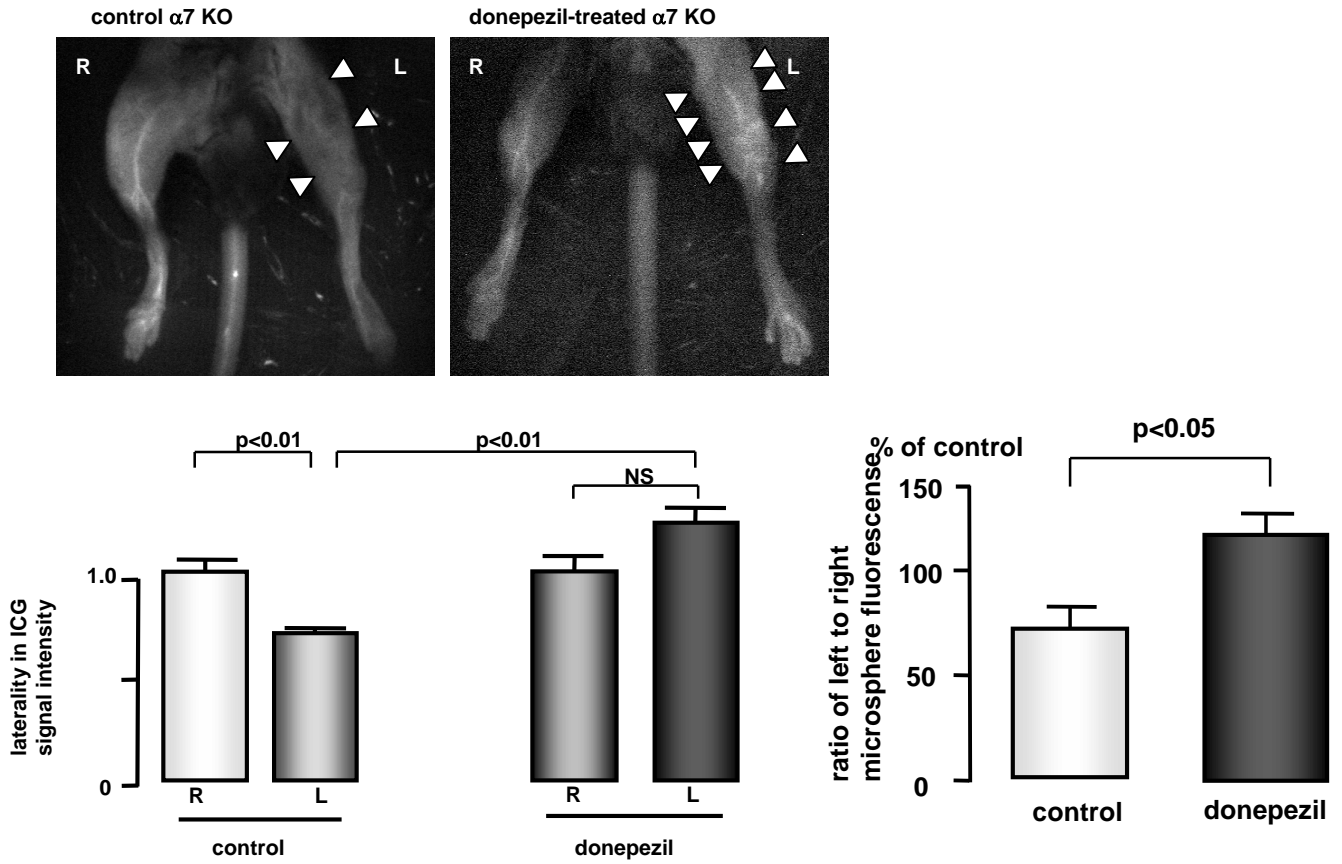 control α7 KO
donepezil-treated α7 KO
R
L
R
L
p<0.01
p<0.01
NS
1.0
0
laterality in ICG
signal intensity
R
L
R
L
control
donepezil
% of control
p<0.05
150
100
50
0
ratio of left to right
microsphere fluorescense
control
donepezil